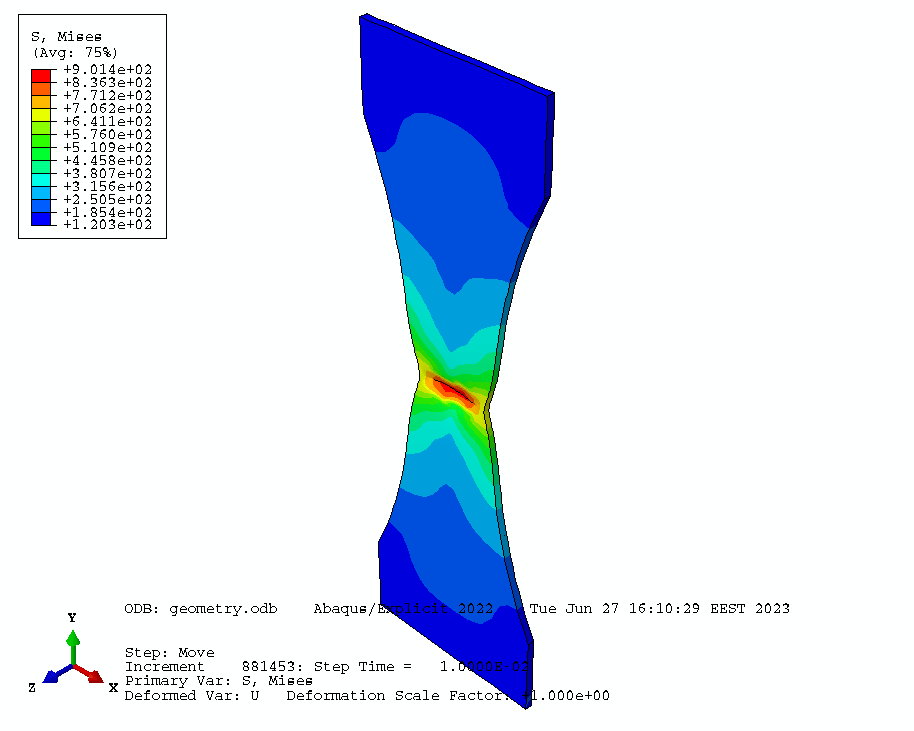 S, Mises
(Avg: 75%)
+9.014e+02
+8.363e+02
+7.712e+02
+7.062e+02
+6.411e+02
+5.760e+02
+5.109e+02
+4.458e+02
+3.807e+02
+3.156e+02
+2.505e+02
+1.854e+02
+1.203e+02
ODB: geometry.odb    Abaqus/Explicit 2022    Tue Jun 27 16:10:29 EEST 2023
Y
Z
X
Step: Move
Increment    881453: Step Time =    1.0000E-02
Primary Var: S, Mises
Deformed Var: U   Deformation Scale Factor: +1.000e+00